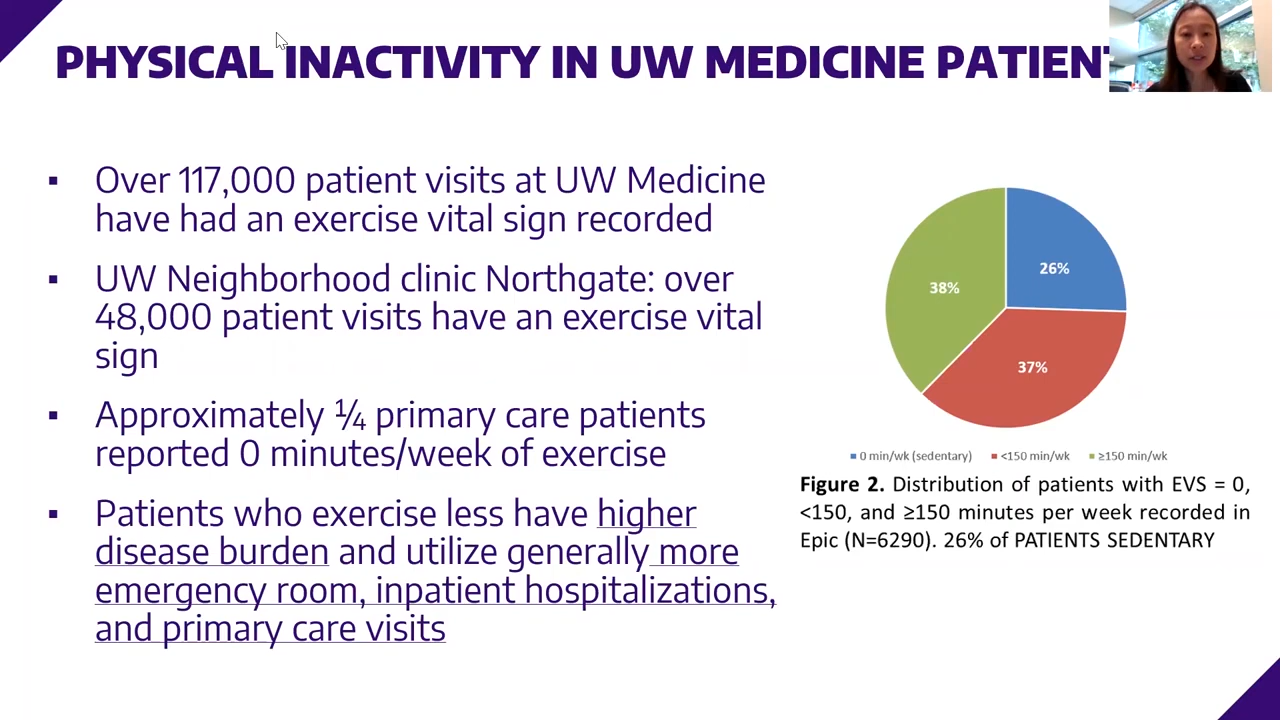 PHYSICAL INACTIVITY IN UW MEDICINE PATIENT
▪ Over 117,000 patient visits at UW Medicine
have had an exercise vital sign recorded
▪ UW Neighborhood clinic Northgate: over
48,000 patient visits have an exercise vital
sign
▪ Approximately ¼ primary care patients
reported 0 minutes/week of exercise
▪ Patients who exercise less have higher
disease burden and utilize generally more
emergency room, inpatient hospitalizations,
and primary care visits
26%
38%
37%
0 min/wk (sedentary) <150 min/wk ≥150 min/wk
Figure 2. Distribution of patients with EVS = 0,
<150, and ≥150 minutes per week recorded in
Epic (N=6290). 26% of PATIENTS SEDENTARY